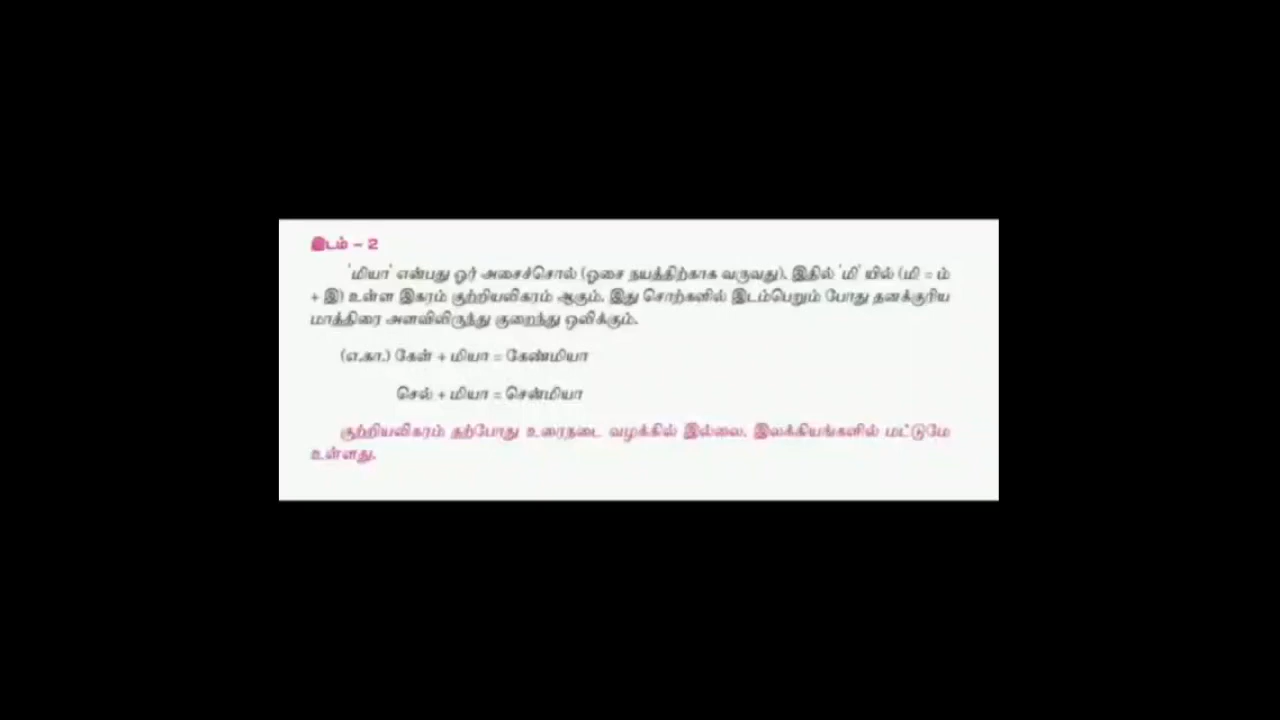 இடம் – 2
'மியா' என்பது ஓர் அசைச்சொல் (ஓசை நயத்திற்காக வருவது). இதில் 'மி' யில் (மி = ம்
+ இ) உள்ள இகரம் குற்றியலிகரம் ஆகும். இது சொற்களில் இடம்பெறும் போது தனக்குரிய
மாத்திரை அளவிலிருந்து குறைந்து ஒலிக்கும்.
(எ.கா.) கேள் + மியா = கேண்மியா
செல் + மியா = சென்மியா
குற்றியலிகரம் தற்போது உரைநடை வழக்கில் இல்லை. இலக்கியங்களில் மட்டுமே
உள்ளது.